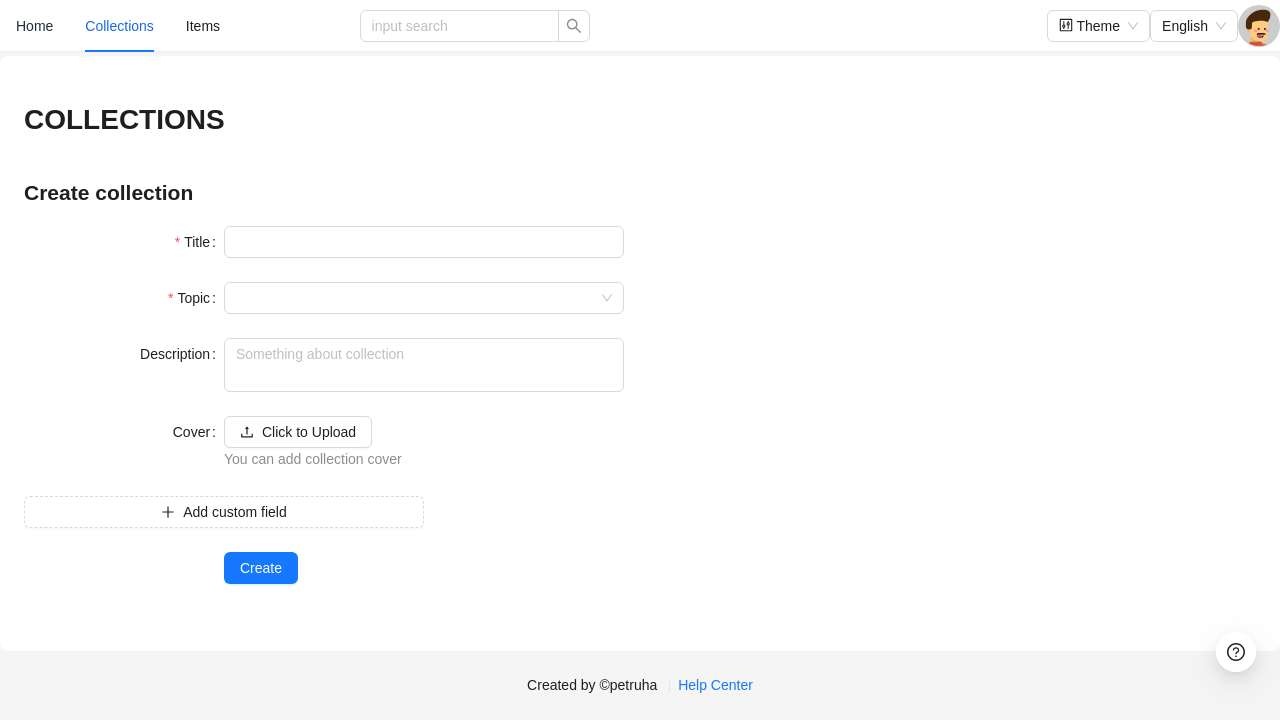 Home Collections Items input search Theme English
COLLECTIONS
Create collection
* Title :
* Topic :
Description : Something about collection
Cover : Click to Upload
You can add collection cover
Add custom field
Create
Created by ©petruha Help Center